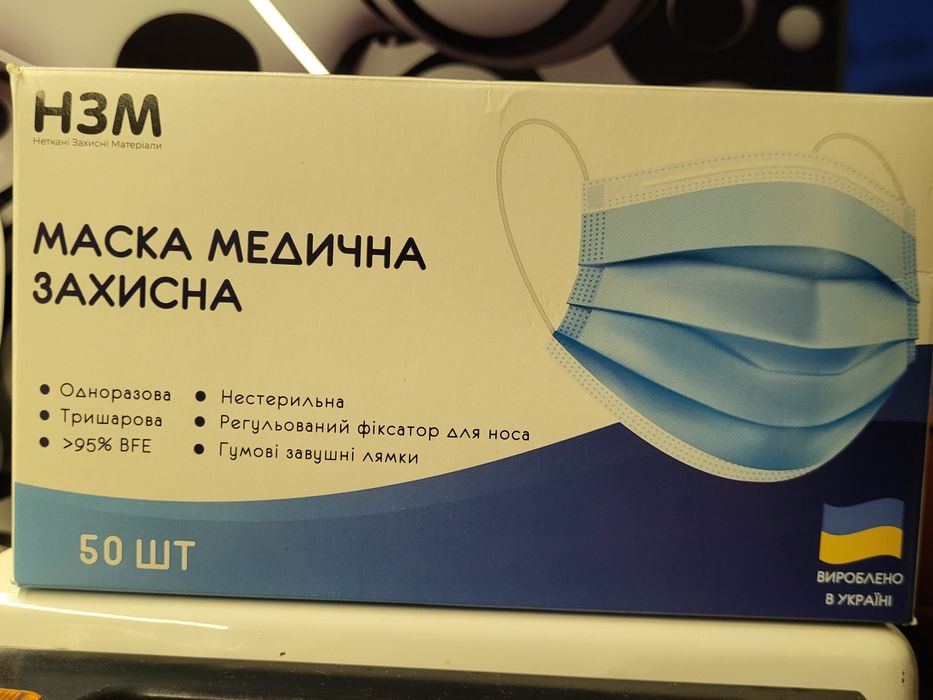 НЗМ
Неткані Захисні Матеріали
МАСКА МЕДИЧНА
ЗАХИСНА
Одноразова
Тришарова
>95% BFE
Нестерильна
Регульований фіксатор для носа
Гумові завушні лямки
50 ШТ
ВИРОБЛЕНО
В УКРАЇНІ